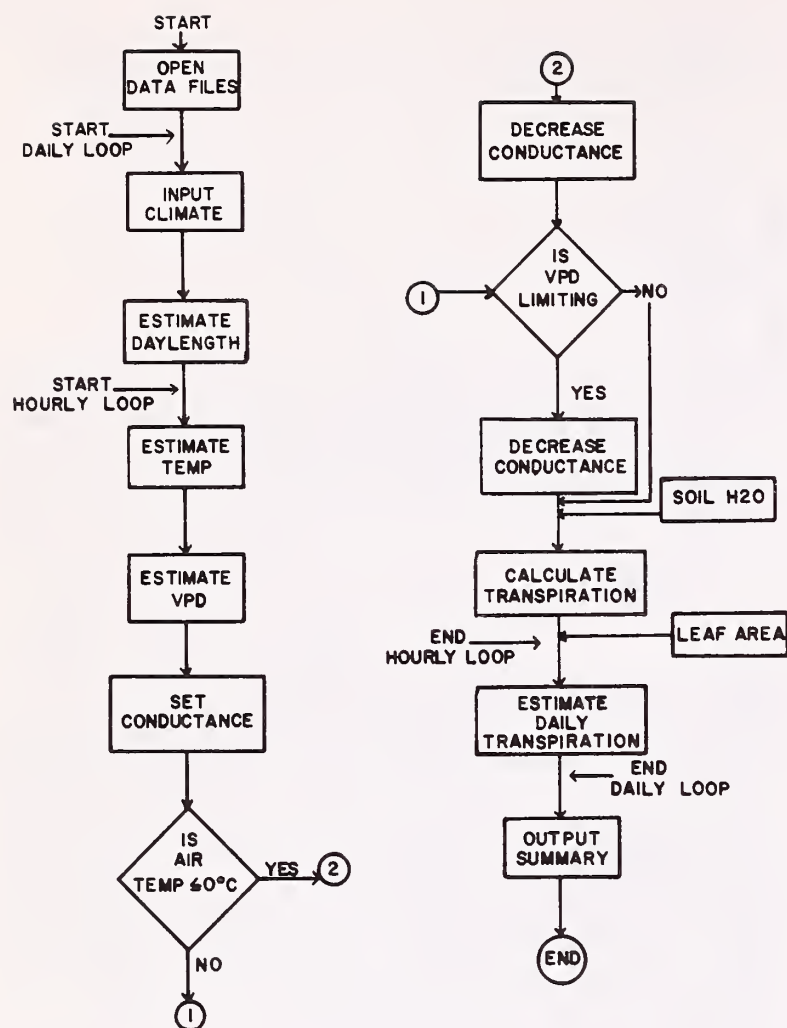 START
OPEN
DATA FILES
START
DAILY LOOP
INPUT
CLIMATE
ESTIMATE
DAYLENGTH
START
HOURLY LOOP
ESTIMATE
TEMP
ESTIMATE
VPD
SET
CONDUCTANCE
IS
AIR
TEMP ≤0°C
YES
2
NO
1
2
DECREASE
CONDUCTANCE
IS
VPD
LIMITING
1
NO
YES
DECREASE
CONDUCTANCE
SOIL H2O
CALCULATE
TRANSPIRATION
END
HOURLY LOOP
LEAF AREA
ESTIMATE
DAILY
TRANSPIRATION
END
DAILY LOOP
OUTPUT
SUMMARY
END